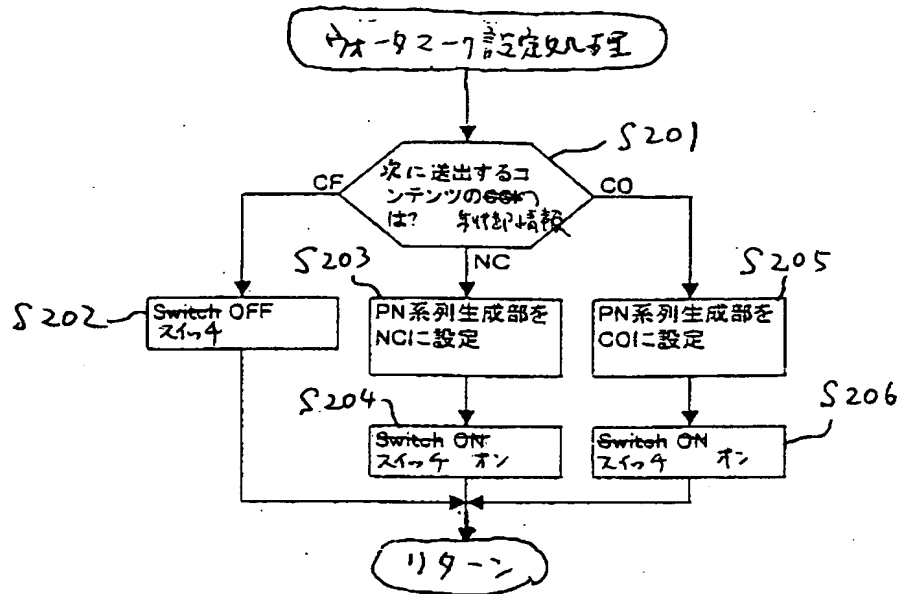 ウォータマーク設定処理
S201
次に送出するコ
ンテンツのCCI
は? 制御情報
CF
CO
NC
S202
Switch OFF
スイッチ
S203
PN系列生成部を
NCに設定
S205
PN系列生成部を
COに設定
S204
Switch ON
スイッチ オン
S206
Switch ON
スイッチ オン
リターン